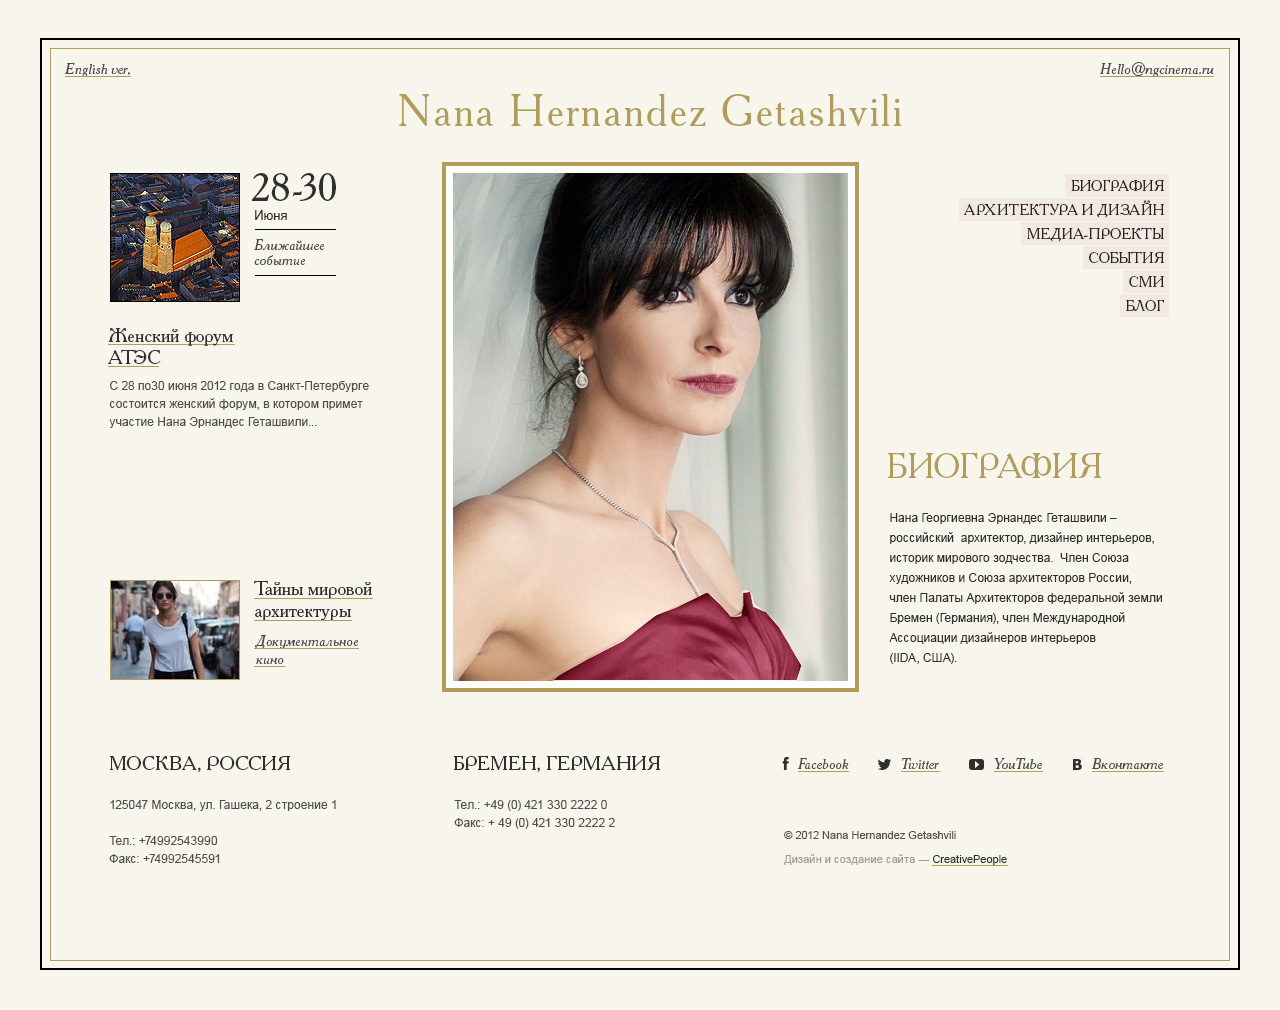 English ver,
Hello@ngcinema.ru
Nana Hernandez Getashvili
28-30
Июня
Ближайшее
событие
Женский форум
АТЭС
С 28 по30 июня 2012 года в Санкт-Петербурге
состоится женский форум, в котором примет
участие Нана Эрнандес Геташвили...
Тайны мировой
архитектуры
Документальное
кино
БИОГРАФИЯ
АРХИТЕКТУРА И ДИЗАЙН
МЕДИА-ПРОЕКТЫ
СОБЫТИЯ
СМИ
БЛОГ
БИОГРАФИЯ
Нана Георгиевна Эрнандес Геташвили –
российский  архитектор, дизайнер интерьеров,
историк мирового зодчества.  Член Союза
художников и Союза архитекторов России,
член Палаты Архитекторов федеральной земли
Бремен (Германия), член Международной
Ассоциации дизайнеров интерьеров
(IIDA, США).
МОСКВА, РОССИЯ
125047 Москва, ул. Гашека, 2 строение 1
Тел.: +74992543990
Факс: +74992545591
БРЕМЕН, ГЕРМАНИЯ
Тел.: +49 (0) 421 330 2222 0
Факс: + 49 (0) 421 330 2222 2
Facebook Twitter YouTube Вконтакте
© 2012 Nana Hernandez Getashvili
Дизайн и создание сайта — CreativePeople